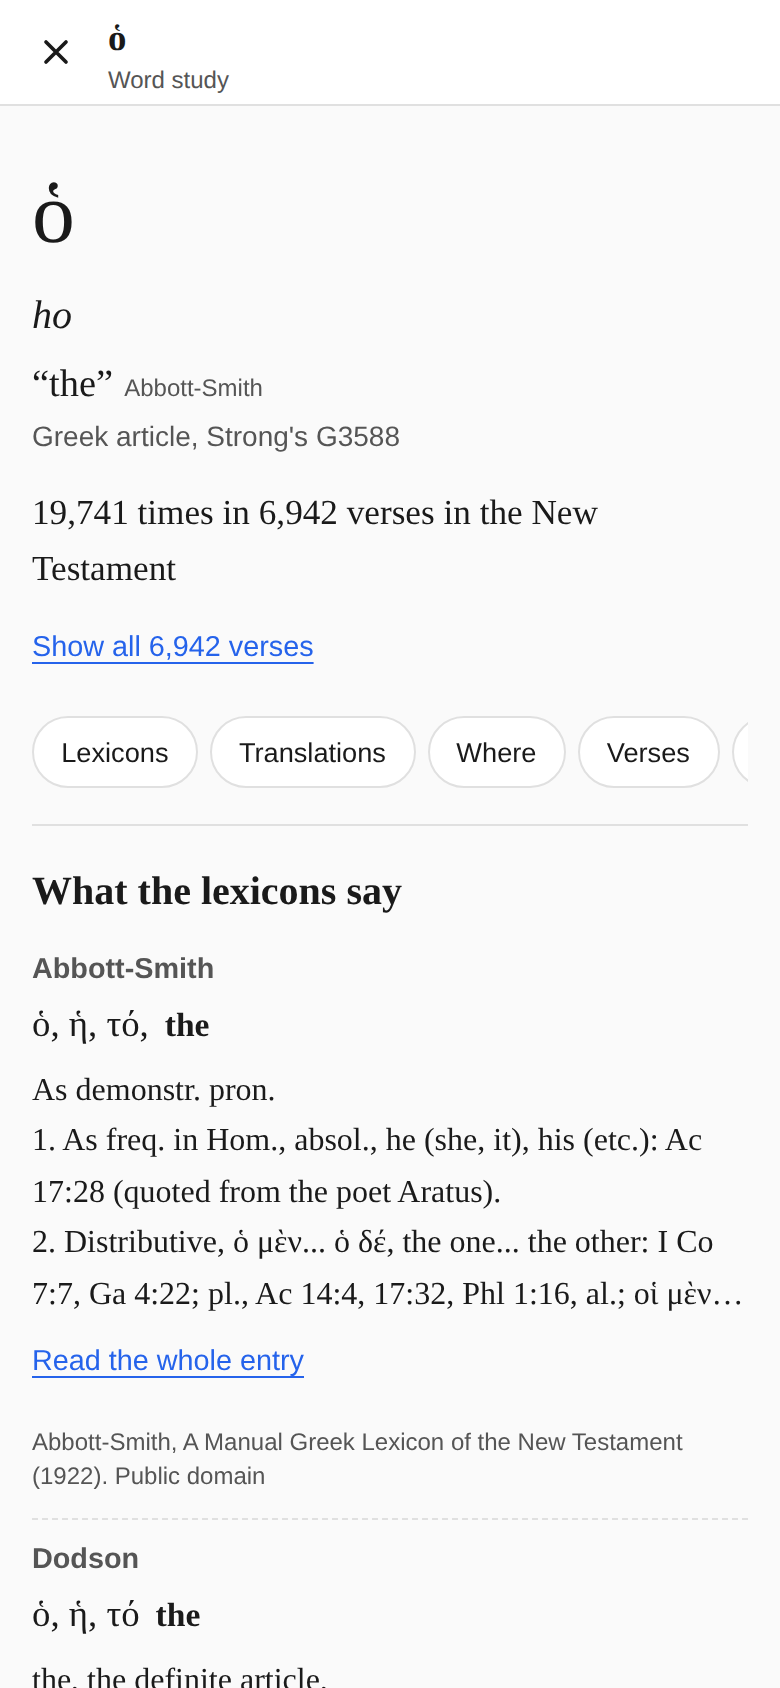 ὁ
Word study
ὁ
ho
“the” Abbott-Smith
Greek article, Strong's G3588
19,741 times in 6,942 verses in the New
Testament
Show all 6,942 verses
Lexicons Translations Where Verses
What the lexicons say
Abbott-Smith
ὁ, ἡ, τό, the
As demonstr. pron.
1. As freq. in Hom., absol., he (she, it), his (etc.): Ac
17:28 (quoted from the poet Aratus).
2. Distributive, ὁ μὲν... ὁ δέ, the one... the other: I Co
7:7, Ga 4:22; pl., Ac 14:4, 17:32, Phl 1:16, al.; οἱ μὲν…
Read the whole entry
Abbott-Smith, A Manual Greek Lexicon of the New Testament
(1922). Public domain
Dodson
ὁ, ἡ, τό the
the, the definite article.